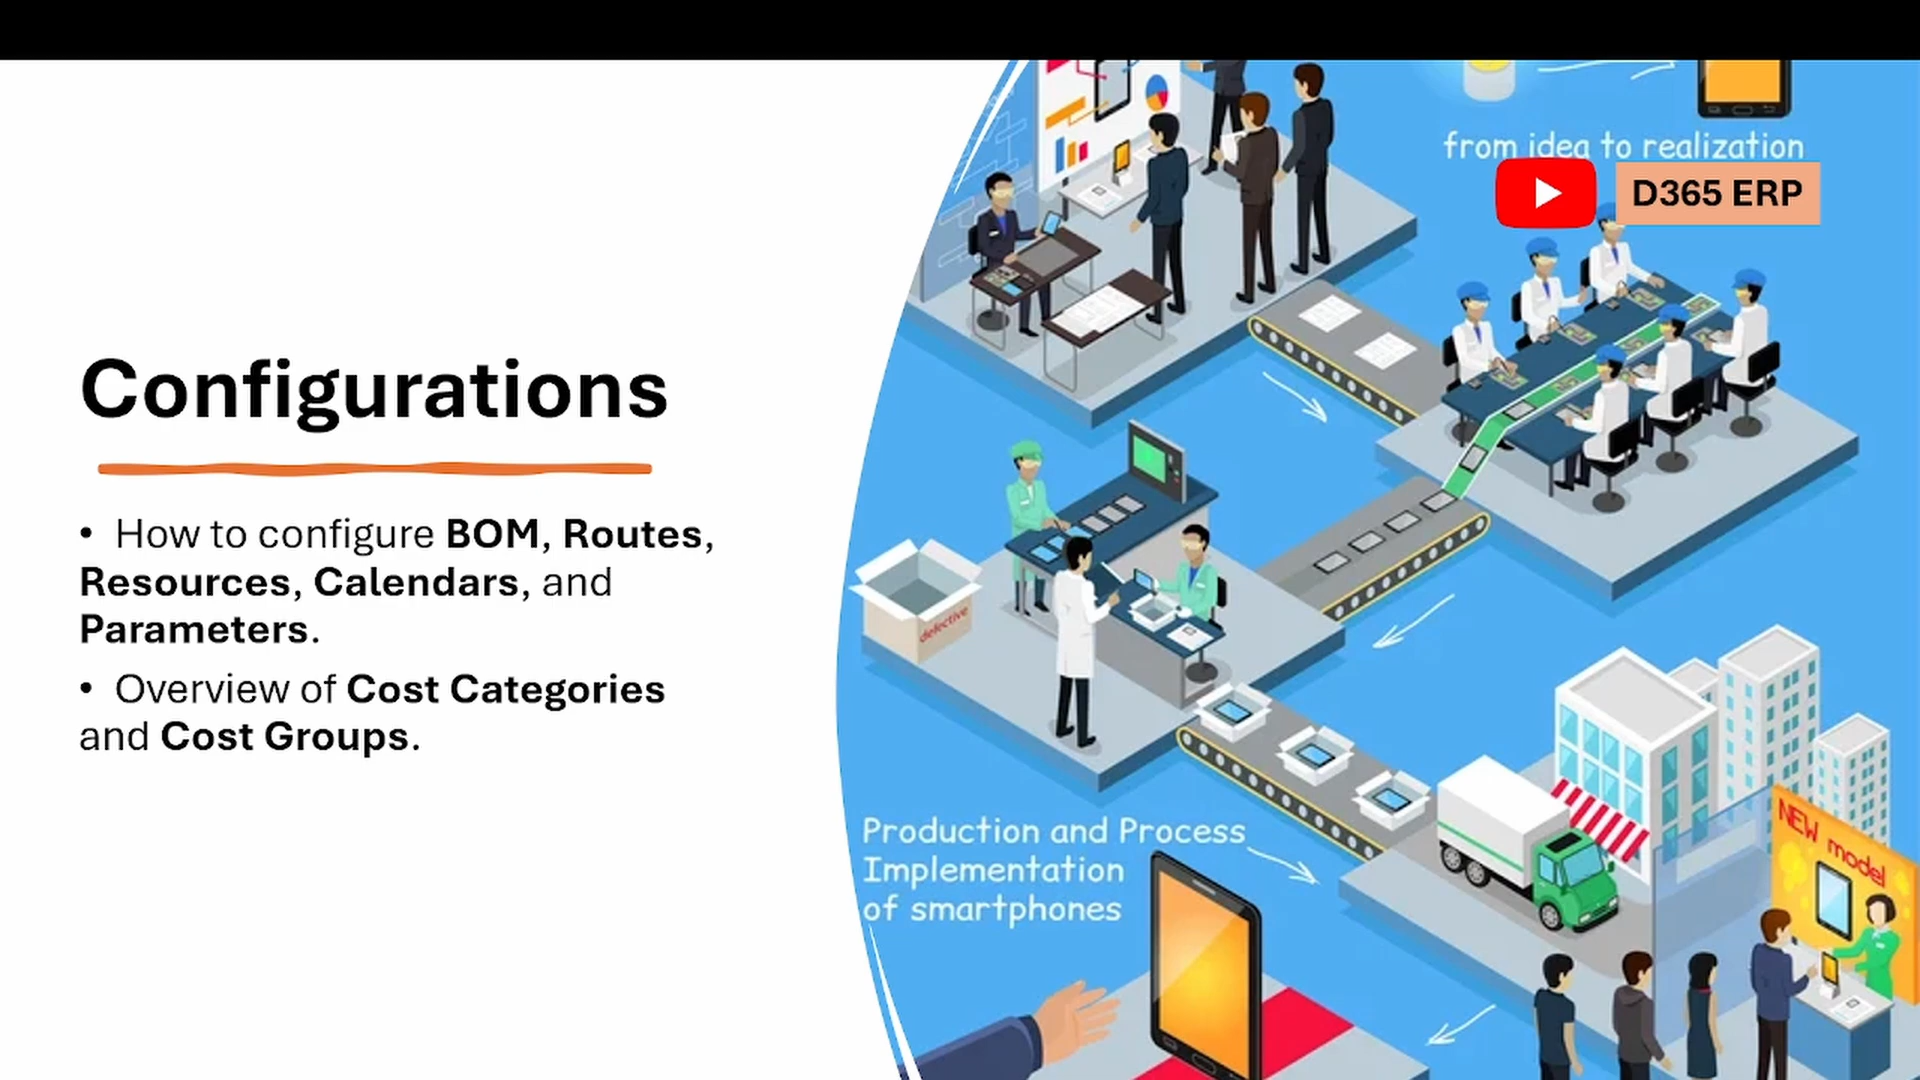 from idea to realization
D365 ERP
Configurations
• How to configure BOM, Routes,
Resources, Calendars, and
Parameters.
• Overview of Cost Categories
and Cost Groups.
defective
Production and Process
Implementation
of smartphones
NEW model